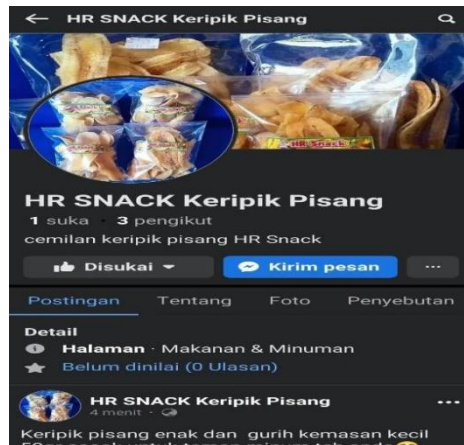 HR SNACK Keripik Pisang
HR Snack
HR SNACK Keripik Pisang
1 suka · 3 pengikut
cemilan keripik pisang HR Snack
Disukai
Kirim pesan
Postingan Tentang Foto Penyebutan
Detail
Halaman · Makanan & Minuman
Belum dinilai (0 Ulasan)
HR SNACK Keripik Pisang
4 menit ·
Keripik pisang enak dan gurih kemasan kecil